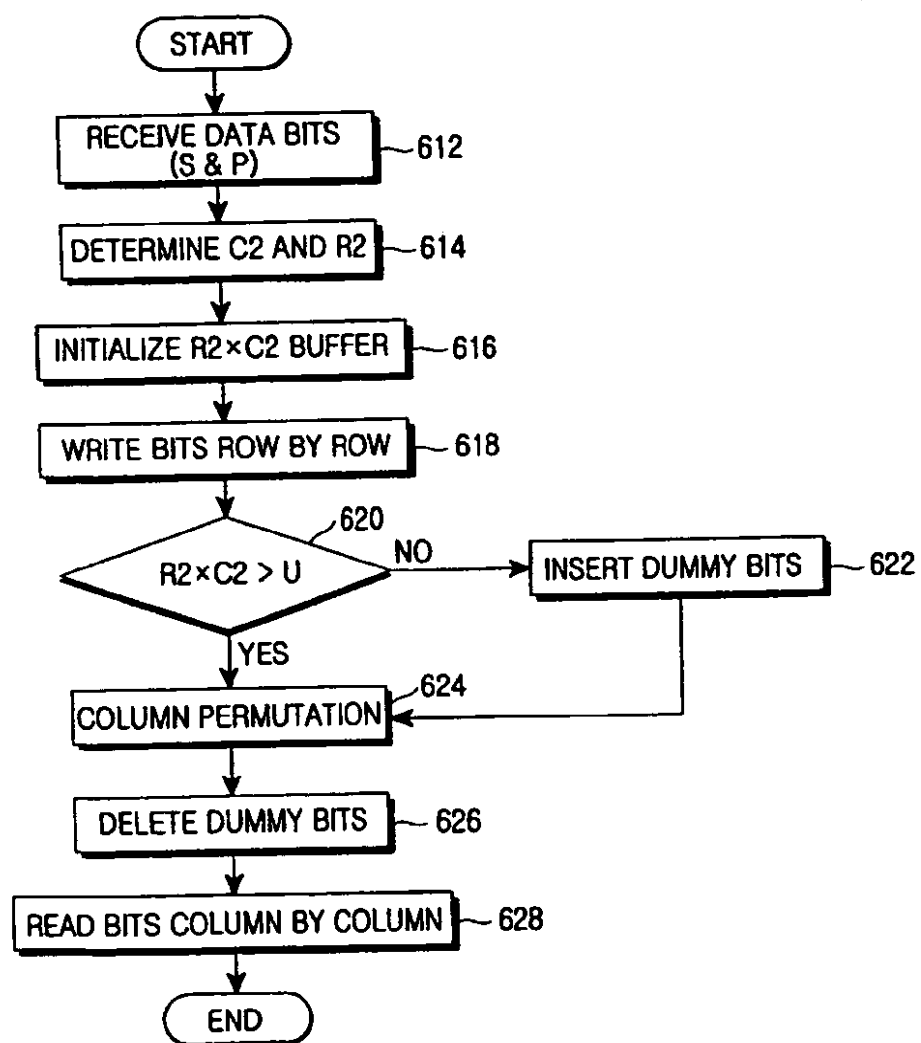 START
RECEIVE DATA BITS
(S & P)
612
DETERMINE C2 AND R2
614
INITIALIZE R2×C2 BUFFER
616
WRITE BITS ROW BY ROW
618
620
R2×C2 > U
NO
INSERT DUMMY BITS
622
YES
624
COLUMN PERMUTATION
DELETE DUMMY BITS
626
READ BITS COLUMN BY COLUMN
628
END